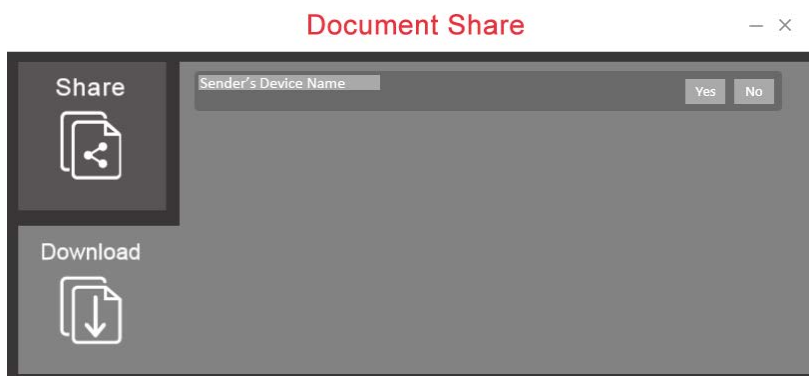 Document Share
Share
Sender's Device Name
Yes
No
Download